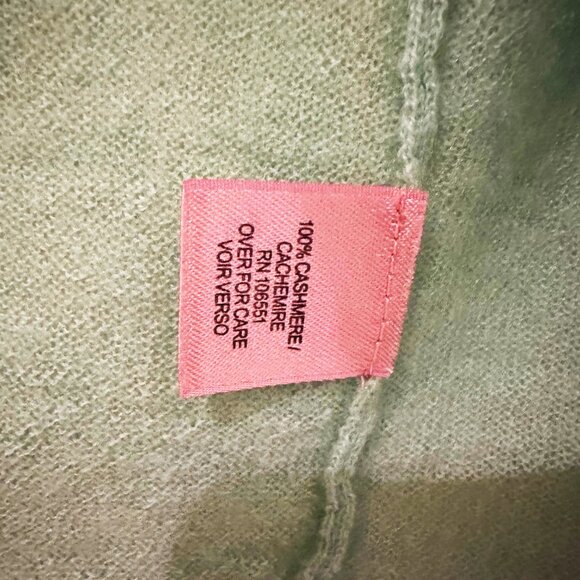 100% CASHMERE /
CACHEMIRE
RN 106551
OVER FOR CARE
VOIR VERSO